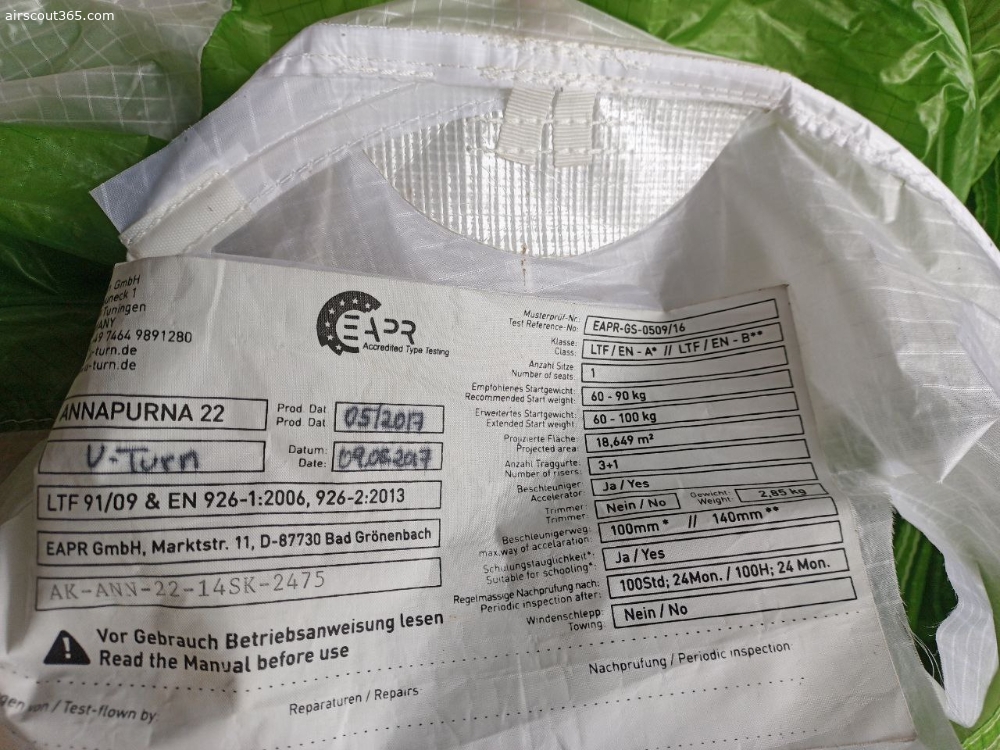 airscout365.com
GmbH
neck 1
Tuningen
ANY
49 7464 9891280
-turn.de
u-turn.de
EAPR
Accredited Type Testing
ANNAPURNA 22
Prod. Dat
Prod. Dat
05/2017
U-Turn
Datum:
Date:
09.06.2017
LTF 91/09 & EN 926-1:2006, 926-2:2013
EAPR GmbH, Marktstr. 11, D-87730 Bad Grönenbach
AK-ANN-22-14SK-2475
Vor Gebrauch Betriebsanweisung lesen
Read the Manual before use
gen von / Test-flown by:
Reparaturen / Repairs:
Nachprüfung / Periodic inspection:
Musterprüf-Nr.:
Test Reference-No:
EAPR-GS-0509/16
Klasse:
Class:
LTF/EN - A* // LTF/EN - B**
Anzahl Sitze
Number of seats:
1
Empfohlenes Startgewicht:
Recommended Start weight:
60 - 90 kg
Erweitertes Startgewicht:
Extended Start weight:
60 - 100 kg
Projizierte Fläche:
Projected area:
18,649 m²
Anzahl Traggurte:
Number of risers:
3+1
Beschleuniger
Accelerator:
Ja / Yes
Trimmer:
Trimmer:
Nein / No
Gewicht:
Weight:
2,85 kg
Beschleunigerweg:
max.way of accelaration:
100mm * // 140mm **
Schulungstauglichkeit*:
Suitable for schooling*:
Ja / Yes
Regelmässige Nachprüfung nach:
Periodic inspection after:
100Std; 24Mon. / 100H; 24 Mon.
Windenschlepp:
Towing:
Nein / No